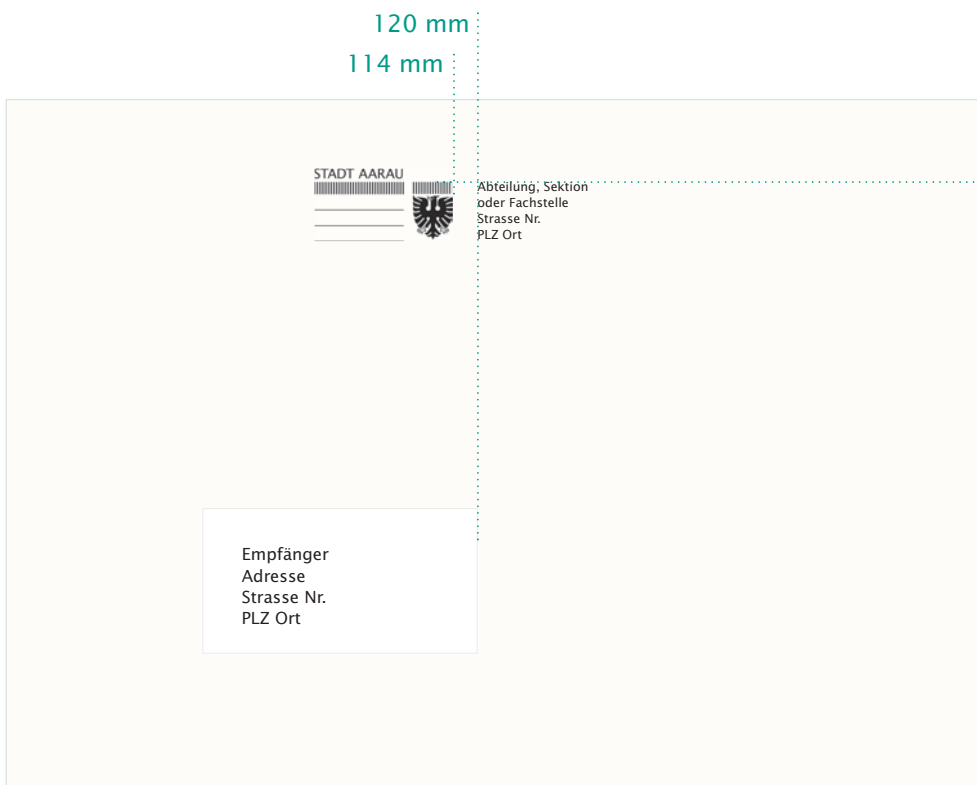 120 mm
114 mm
STADT AARAU
Abteilung, Sektion
oder Fachstelle
Strasse Nr.
PLZ Ort
Empfänger
Adresse
Strasse Nr.
PLZ Ort